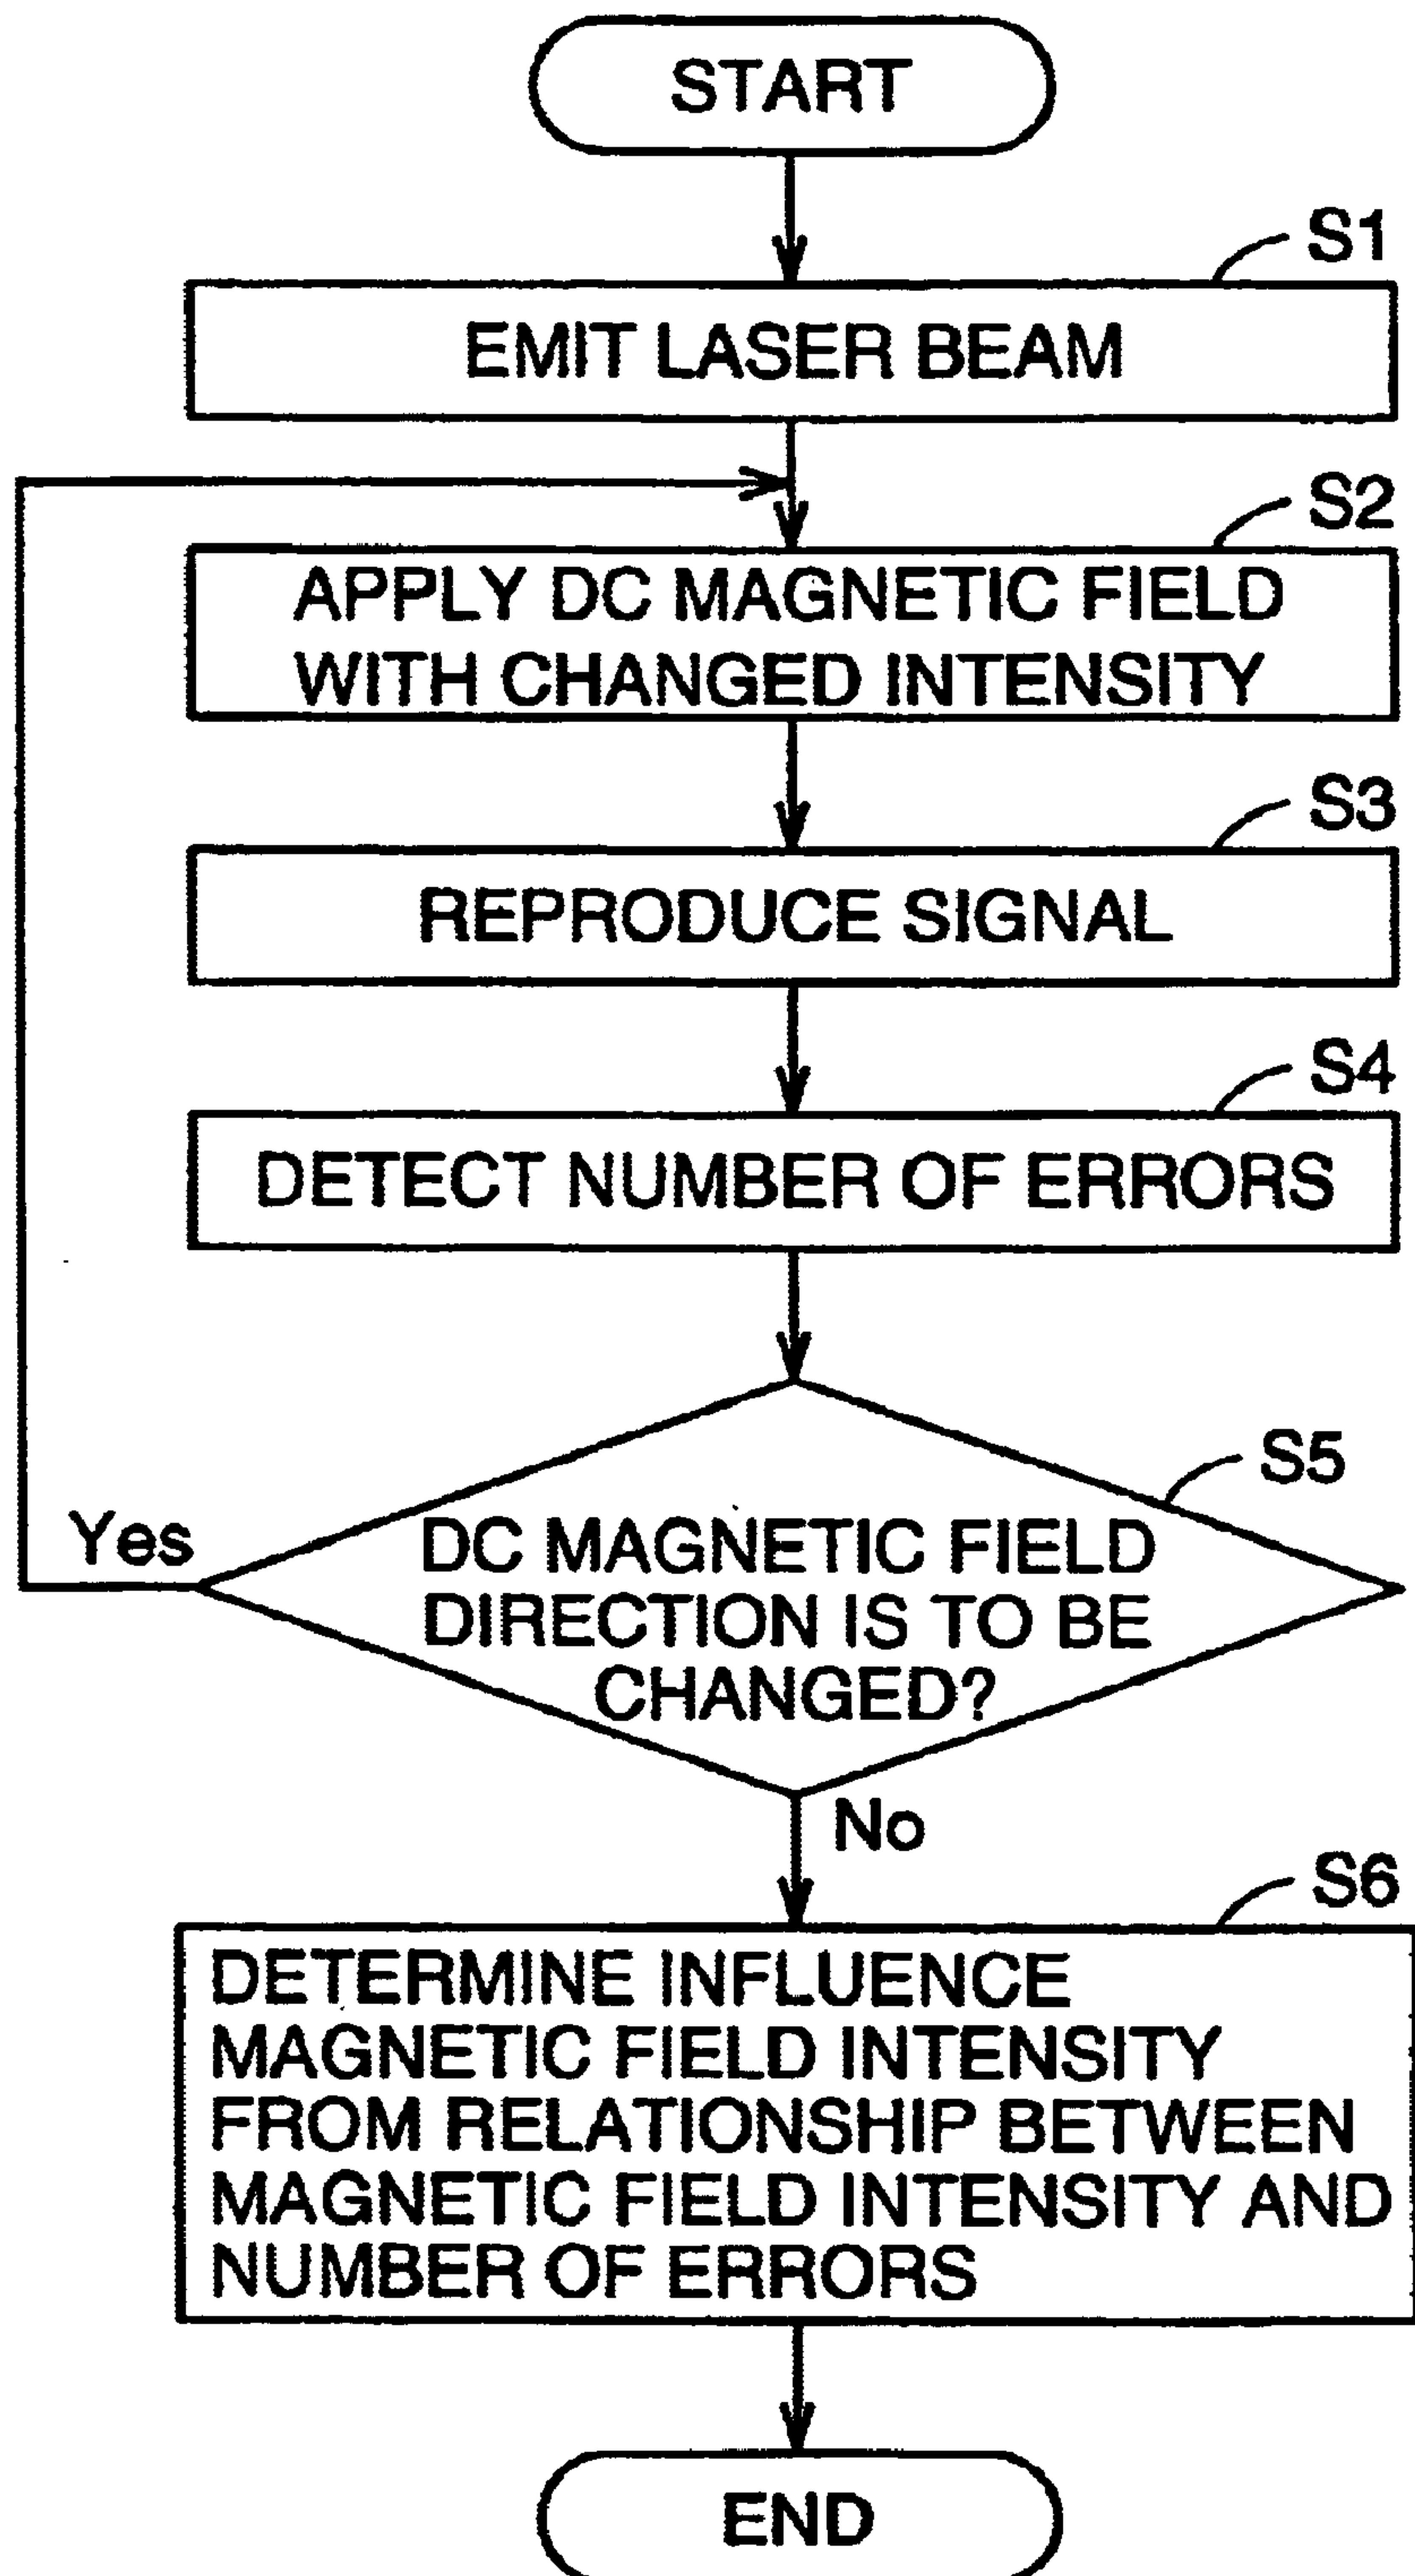 START
S1
EMIT LASER BEAM
S2
APPLY DC MAGNETIC FIELD
WITH CHANGED INTENSITY
S3
REPRODUCE SIGNAL
S4
DETECT NUMBER OF ERRORS
S5
Yes
DC MAGNETIC FIELD
DIRECTION IS TO BE
CHANGED?
No
S6
DETERMINE INFLUENCE
MAGNETIC FIELD INTENSITY
FROM RELATIONSHIP BETWEEN
MAGNETIC FIELD INTENSITY AND
NUMBER OF ERRORS
END